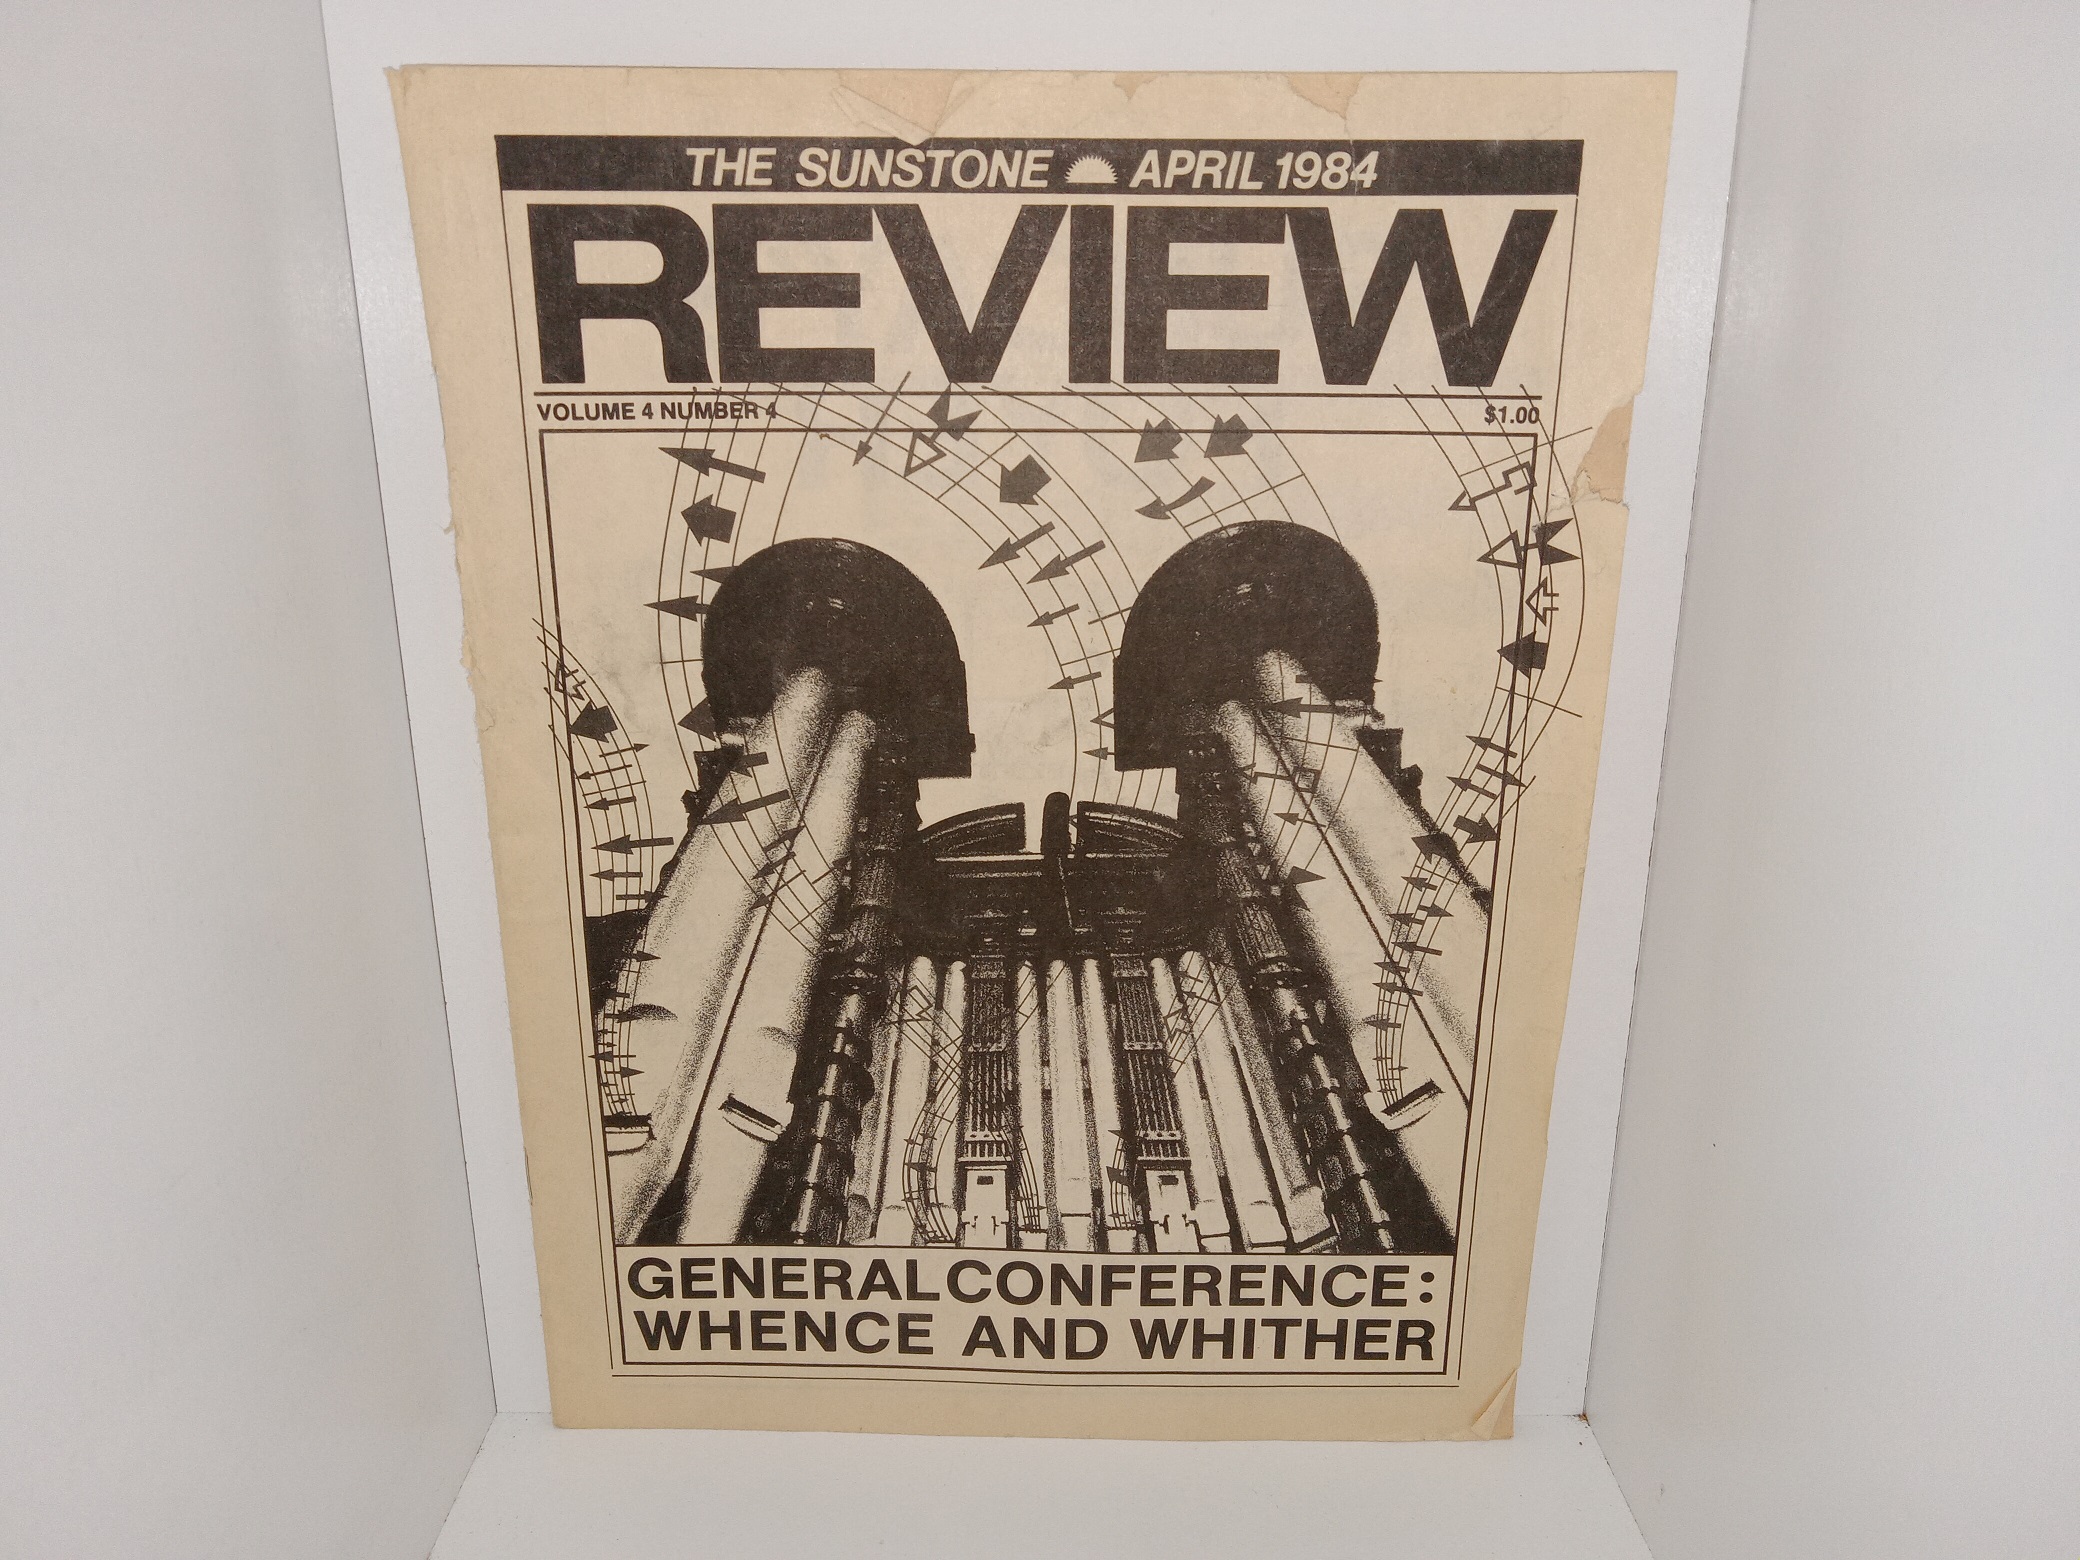 THE SUNSTONE APRIL 1984
REVIEW
VOLUME 4 NUMBER 4 $1.00
GENERAL CONFERENCE:
WHENCE AND WHITHER